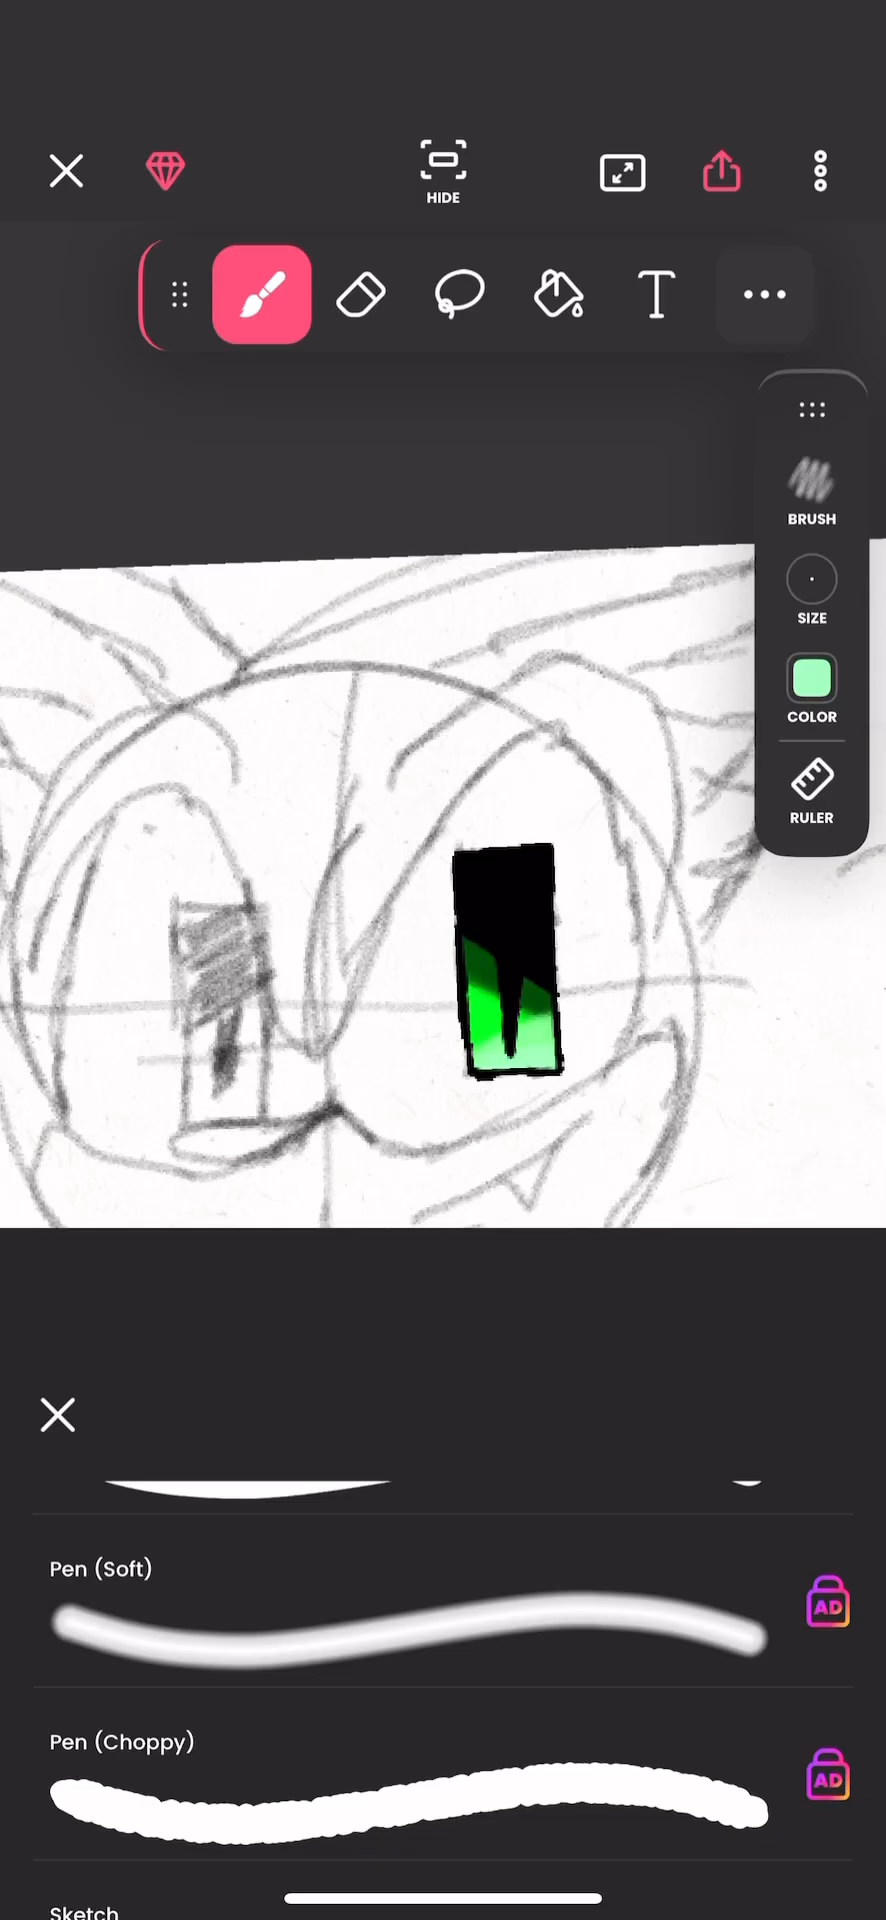 HIDE
T
BRUSH
SIZE
COLOR
RULER
Pen (Soft)
AD
Pen (Choppy)
AD
Sketch